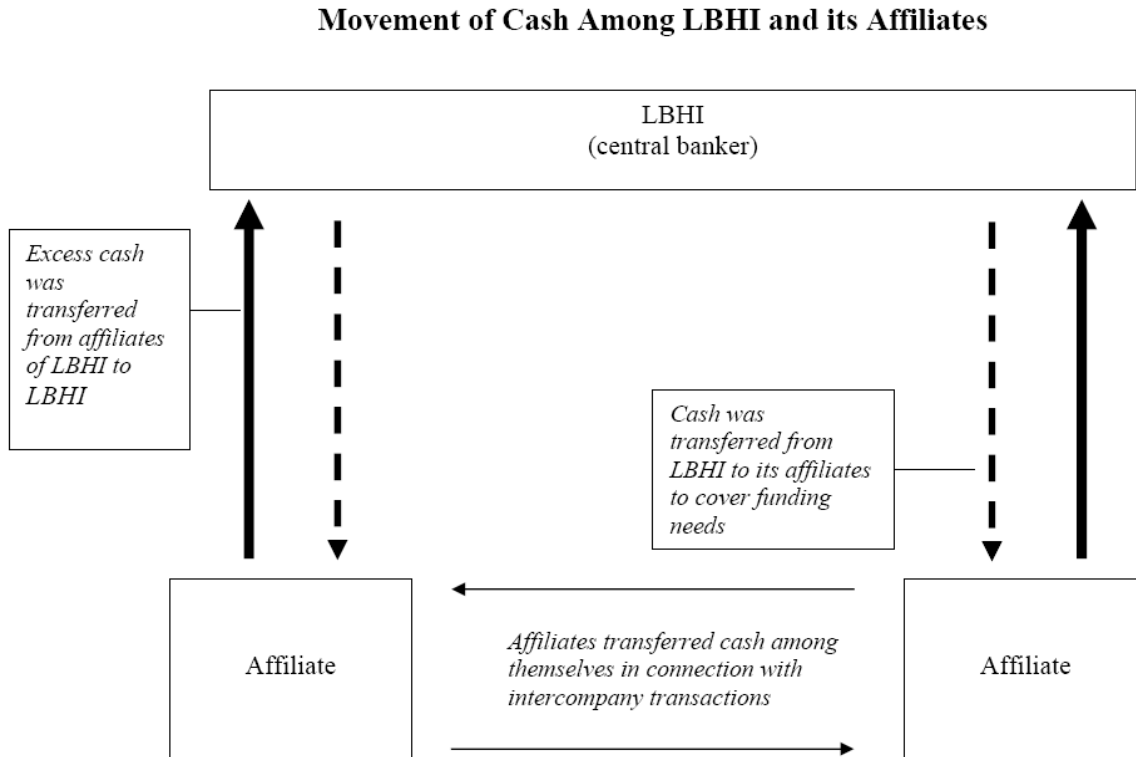 Movement of Cash Among LBHI and its Affiliates
LBHI
(central banker)
Excess cash
was
transferred
from affiliates
of LBHI to
LBHI
Cash was
transferred from
LBHI to its affiliates
to cover funding
needs
Affiliate
Affiliates transferred cash among
themselves in connection with
intercompany transactions
Affiliate